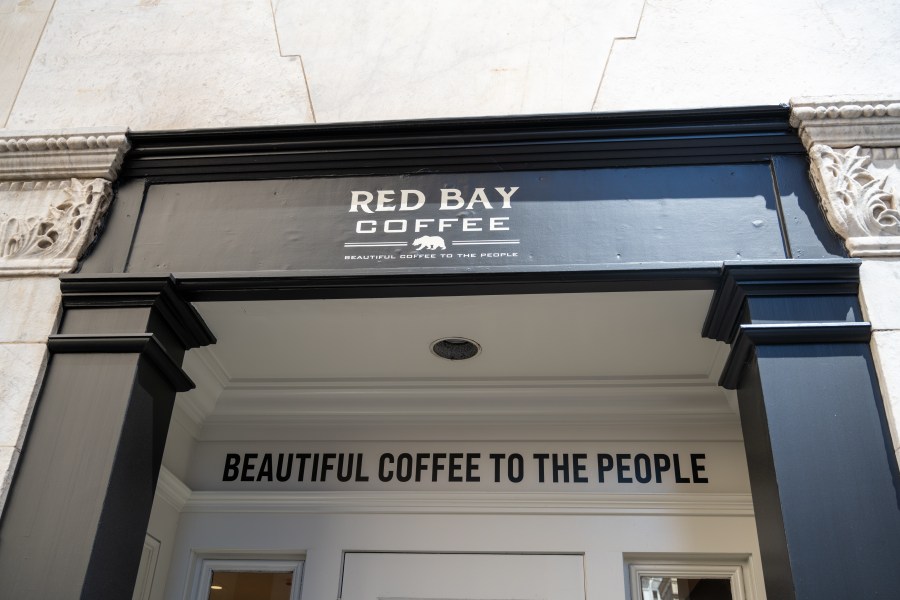 RED BAY
COFFEE
BEAUTIFUL COFFEE TO THE PEOPLE
BEAUTIFUL COFFEE TO THE PEOPLE